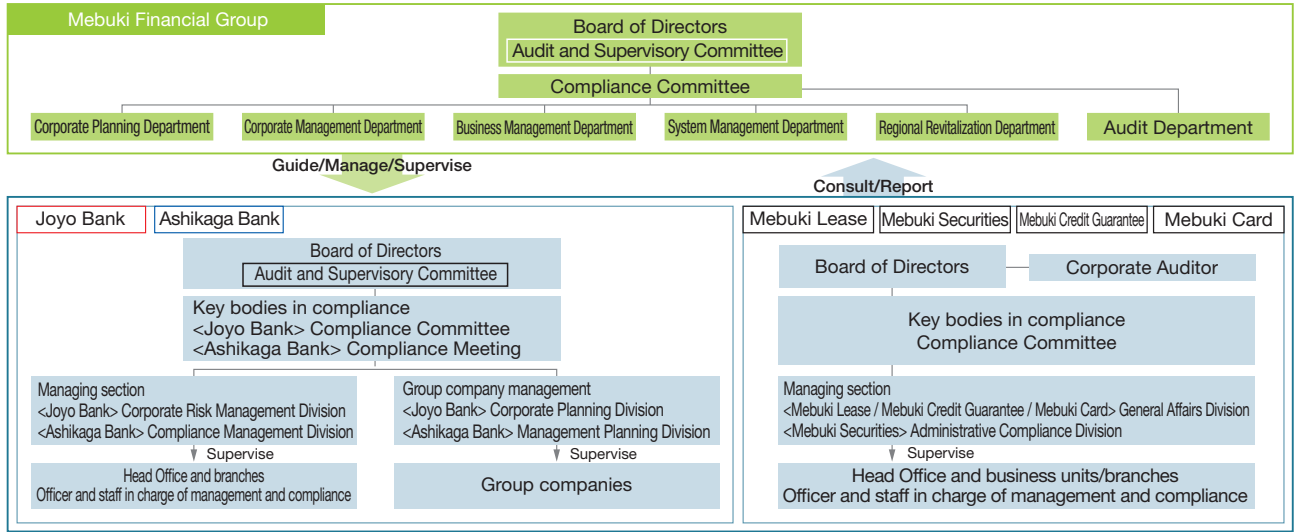 Mebuki Financial Group
Board of Directors
Audit and Supervisory Committee
Compliance Committee
Corporate Planning Department
Corporate Management Department
Business Management Department
System Management Department
Regional Revitalization Department
Audit Department
Guide/Manage/Supervise
Consult/Report
Joyo Bank
Ashikaga Bank
Board of Directors
Audit and Supervisory Committee
Key bodies in compliance
<Joyo Bank> Compliance Committee
<Ashikaga Bank> Compliance Meeting
Managing section
<Joyo Bank> Corporate Risk Management Division
<Ashikaga Bank> Compliance Management Division
Supervise
Head Office and branches
Officer and staff in charge of management and compliance
Group company management
<Joyo Bank> Corporate Planning Division
<Ashikaga Bank> Management Planning Division
Supervise
Group companies
Mebuki Lease
Mebuki Securities
Mebuki Credit Guarantee
Mebuki Card
Board of Directors
Corporate Auditor
Key bodies in compliance
Compliance Committee
Managing section
<Mebuki Lease / Mebuki Credit Guarantee / Mebuki Card> General Affairs Division
<Mebuki Securities> Administrative Compliance Division
Supervise
Head Office and business units/branches
Officer and staff in charge of management and compliance